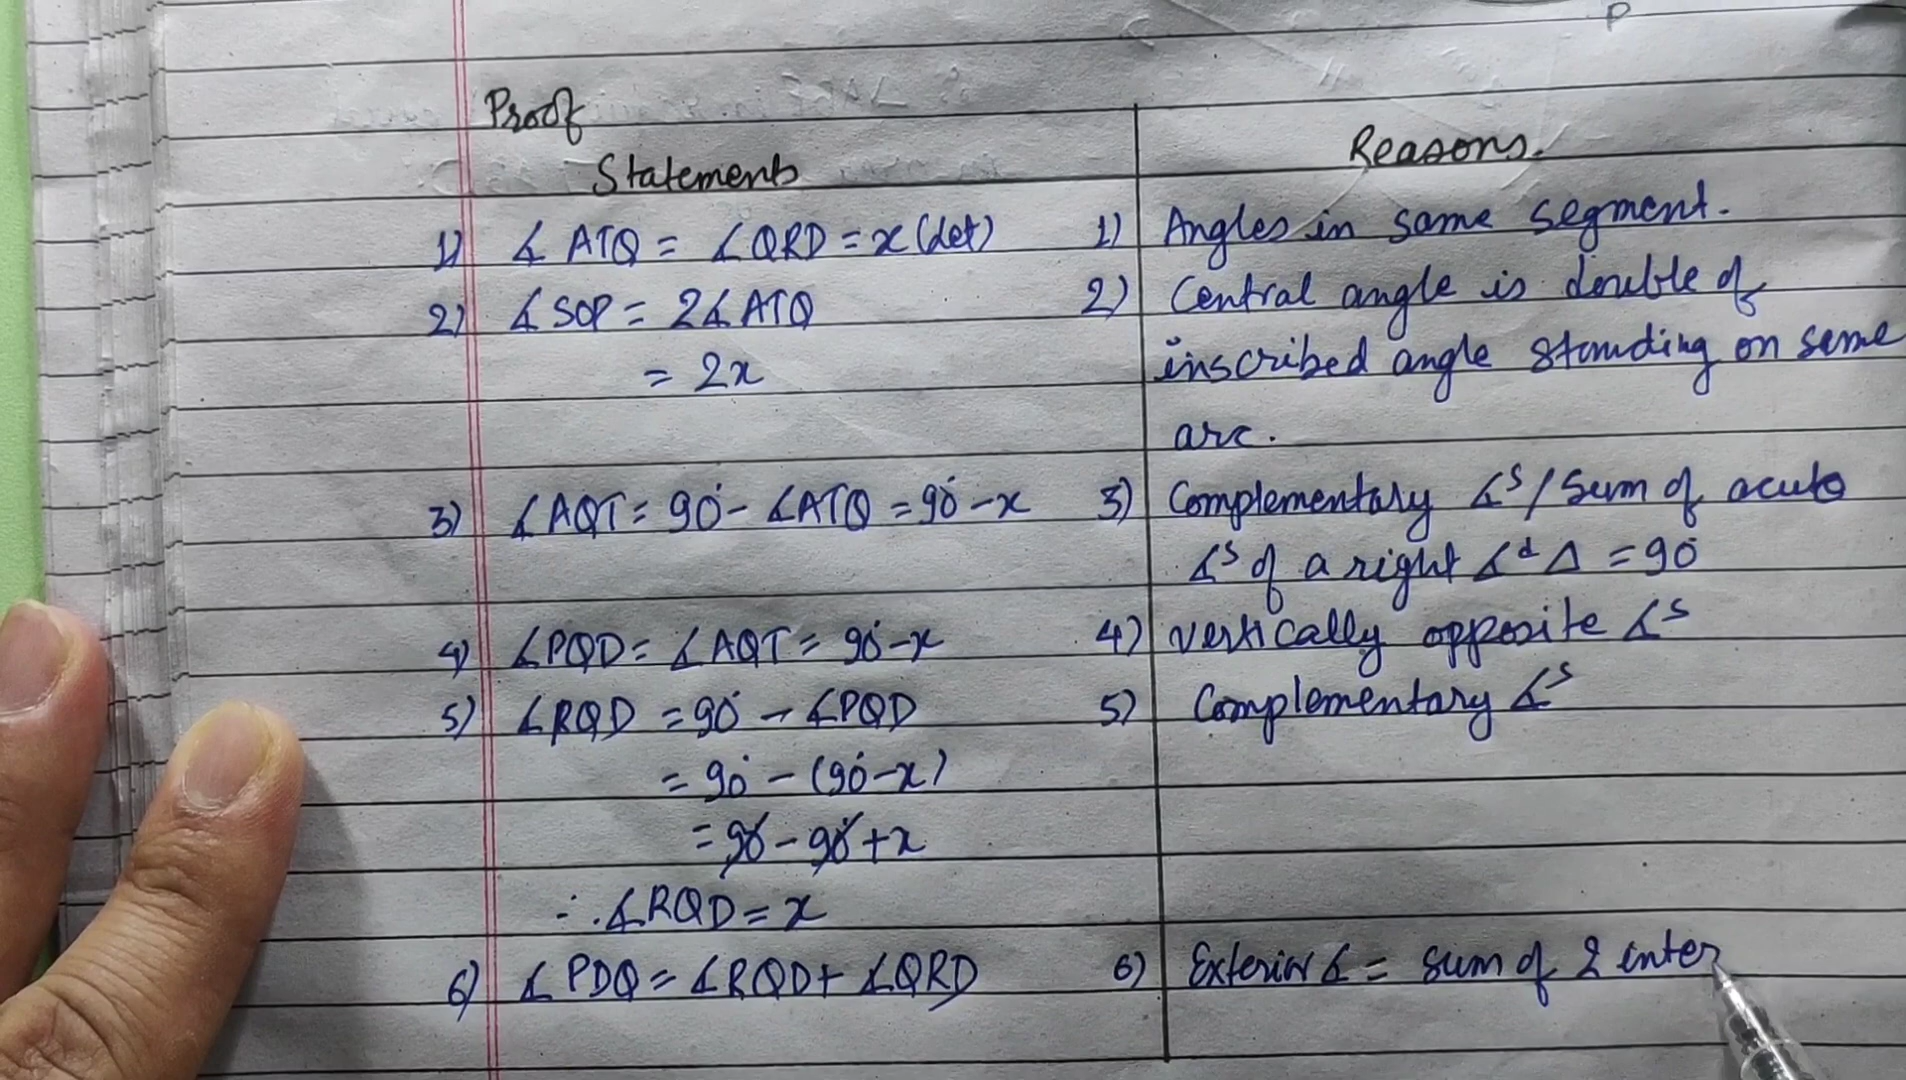 P
Proof
Statements
Reasons.
1) ∡ATQ = ∡QRD = x (let)
1) Angles in same segment.
2) ∡SOP = 2∡ATQ
= 2x
2) Central angle is double of
inscribed angle standing on same
arc.
3) ∡AQT = 90° - ∡ATQ = 90° - x
3) Complementary ∡s / Sum of acute
∡s of a right ∡d Δ = 90°
4) ∡PQD = ∡AQT = 90° - x
4) vertically opposite ∡s
5) ∡RQD = 90° - ∡PQD
5) Complementary ∡s
= 90° - (90° - x)
= 90° - 90° + x
∴ ∡RQD = x
6) ∡PDQ = ∡RQD + ∡QRD
6) Exterior ∡ = sum of 2 inter